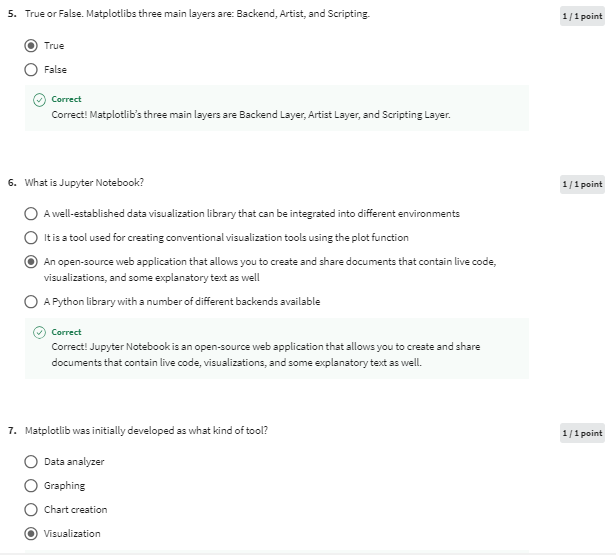 5. True or False. Matplotlibs three main layers are: Backend, Artist, and Scripting.
1 / 1 point
True
False
Correct
Correct! Matplotlib's three main layers are Backend Layer, Artist Layer, and Scripting Layer.
6. What is Jupyter Notebook?
1 / 1 point
A well-established data visualization library that can be integrated into different environments
It is a tool used for creating conventional visualization tools using the plot function
An open-source web application that allows you to create and share documents that contain live code,
visualizations, and some explanatory text as well
A Python library with a number of different backends available
Correct
Correct! Jupyter Notebook is an open-source web application that allows you to create and share
documents that contain live code, visualizations, and some explanatory text as well.
7. Matplotlib was initially developed as what kind of tool?
1 / 1 point
Data analyzer
Graphing
Chart creation
Visualization